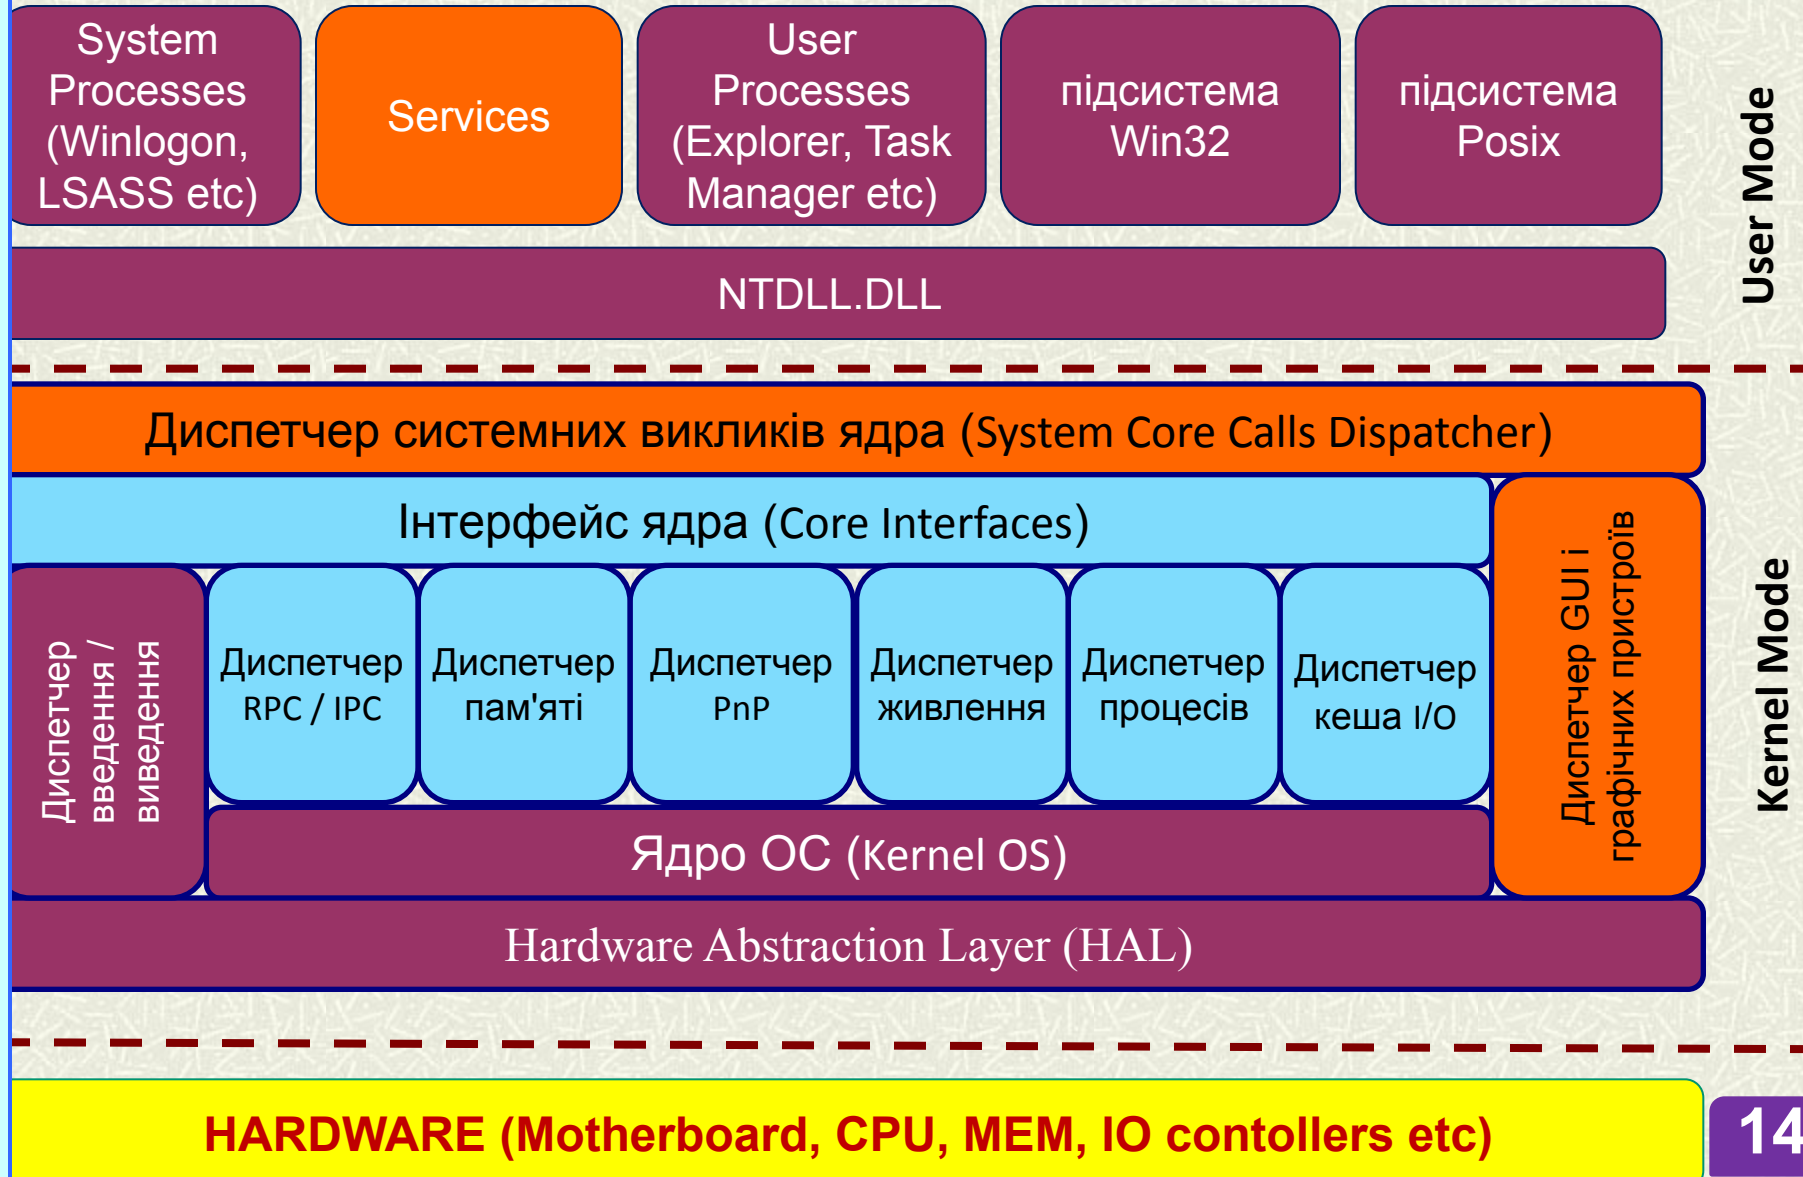 System
Processes
(Winlogon,
LSASS etc)
Services
User
Processes
(Explorer, Task
Manager etc)
підсистема
Win32
підсистема
Posix
User Mode
NTDLL.DLL
Диспетчер системних викликів ядра (System Core Calls Dispatcher)
Інтерфейс ядра (Core Interfaces)
Диспетчер
введення /
виведення
Диспетчер
RPC / IPC
Диспетчер
пам'яті
Диспетчер
PnP
Диспетчер
живлення
Диспетчер
процесів
Диспетчер
кеша I/O
Диспетчер GUI і
графічних пристроїв
Kernel Mode
Ядро ОС (Kernel OS)
Hardware Abstraction Layer (HAL)
HARDWARE (Motherboard, CPU, MEM, IO contollers etc)
14